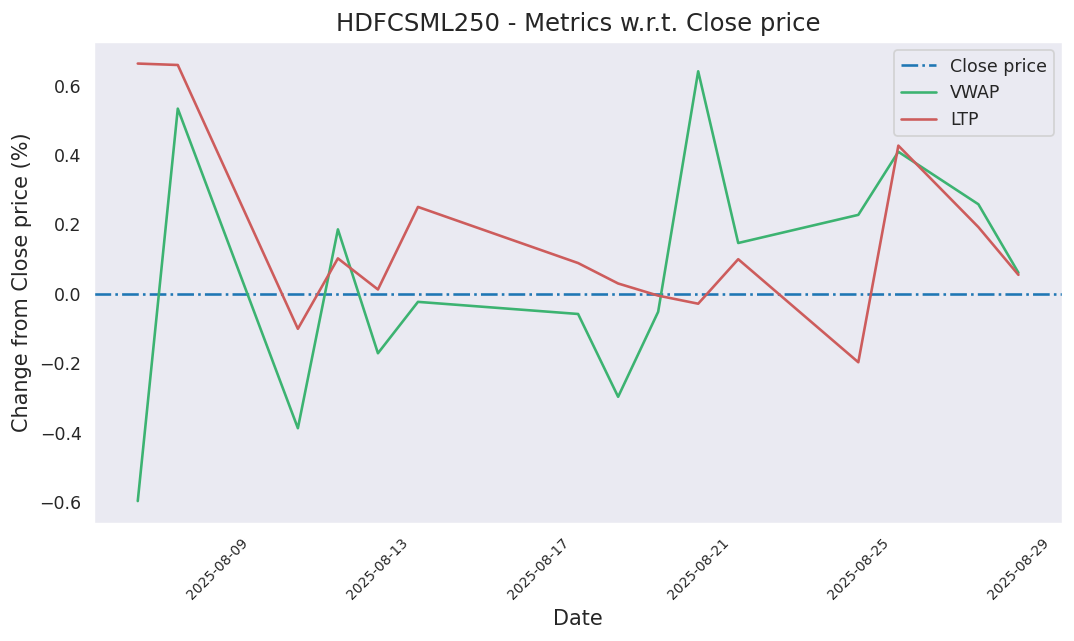 HDFCSML250 - Metrics w.r.t. Close price
Close price
VWAP
LTP
Change from Close price (%)
0.6
0.4
0.2
0.0
−0.2
−0.4
−0.6
2025-08-09
2025-08-13
2025-08-17
2025-08-21
2025-08-25
2025-08-29
Date